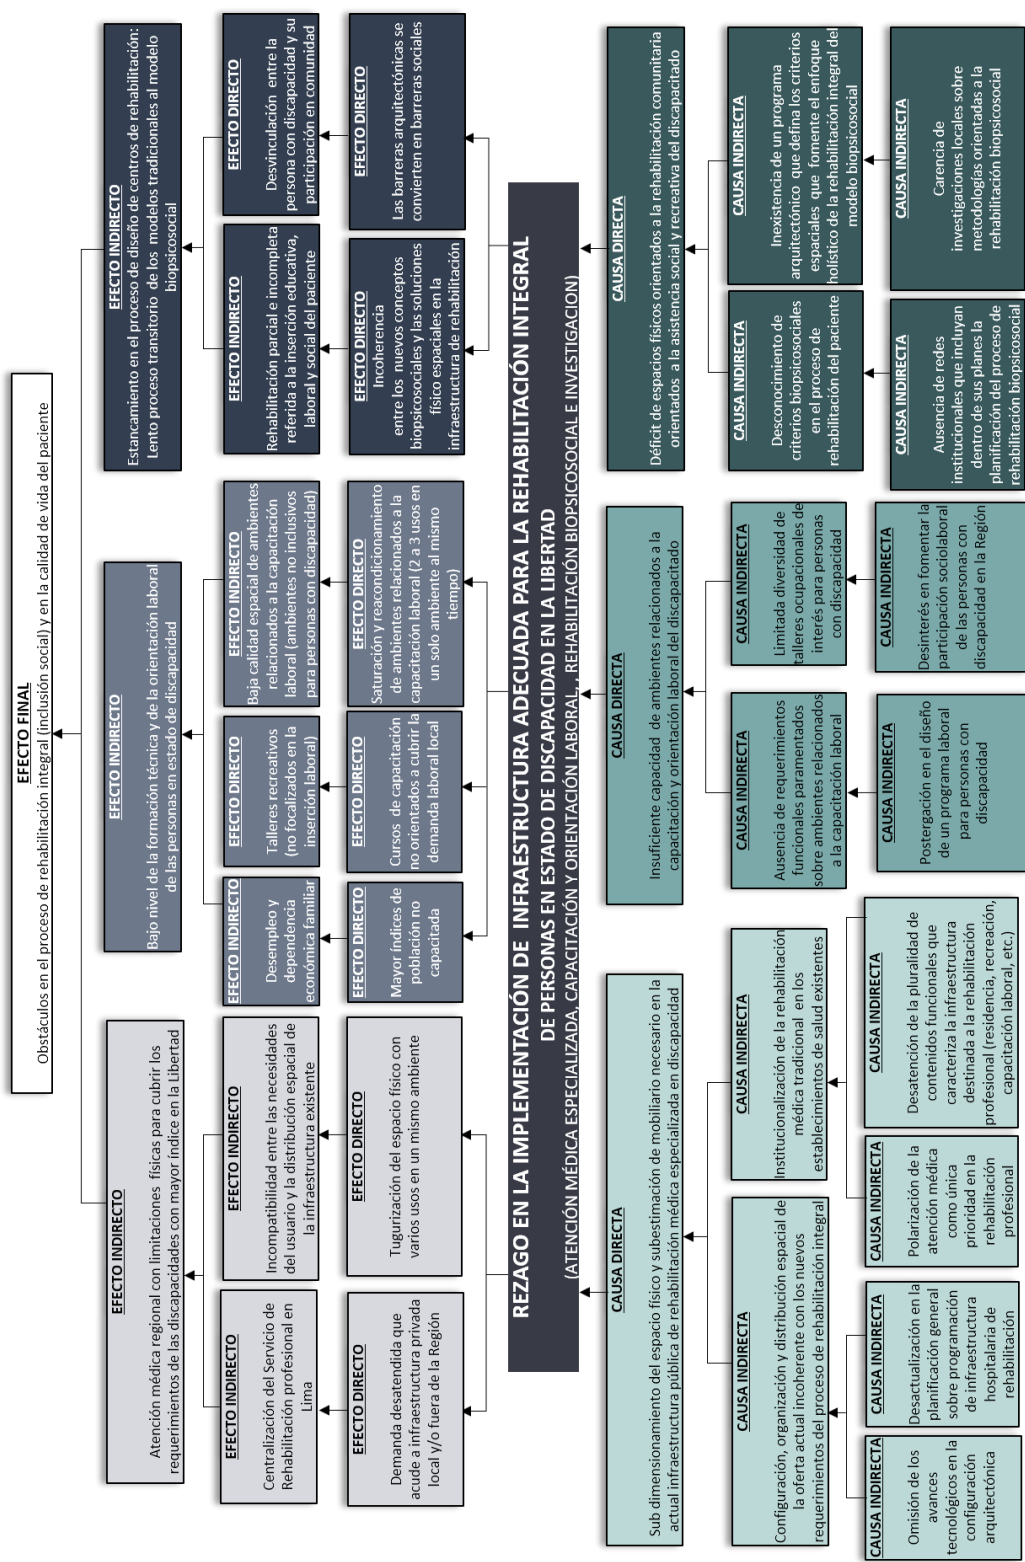 EFECTO FINAL
Obstáculos en el proceso de rehabilitación integral (inclusión social) y en la calidad de vida del paciente
EFECTO INDIRECTO
Atención médica regional con limitaciones físicas para cubrir los
requerimientos de las discapacidades con mayor índice en la Libertad
EFECTO INDIRECTO
Bajo nivel de la formación técnica y de la orientación laboral
de las personas en estado de discapacidad
EFECTO INDIRECTO
Estancamiento en el proceso de diseño de centros de rehabilitación:
Lento proceso transitorio de los modelos tradicionales al modelo
biopsicosocial
EFECTO INDIRECTO
Centralización del Servicio de
Rehabilitación profesional en
Lima
EFECTO INDIRECTO
Incompatibilidad entre las necesidades
del usuario y la distribución espacial de
la infraestructura existente
EFECTO INDIRECTO
Desempleo y
dependencia
económica familiar
EFECTO DIRECTO
Talleres recreativos
(no focalizados en la
inserción laboral)
EFECTO INDIRECTO
Baja calidad espacial de ambientes
relacionados a la capacitación
laboral (ambientes no inclusivos
para personas con discapacidad)
EFECTO INDIRECTO
Rehabilitación parcial e incompleta
referida a la inserción educativa,
laboral y social del paciente
EFECTO DIRECTO
Desvinculación entre la
persona con discapacidad y su
participación en comunidad
EFECTO DIRECTO
Demanda desatendida que
acude a infraestructura privada
local y/o fuera de la Región
EFECTO DIRECTO
Tugurización del espacio físico con
varios usos en un mismo ambiente
EFECTO DIRECTO
Mayor índices de
población no
capacitada
EFECTO DIRECTO
Cursos de capacitación
no orientados a cubrir la
demanda laboral local
EFECTO DIRECTO
Saturación y reacondicionamiento
de ambientes relacionados a la
capacitación laboral (2 a 3 usos en
un solo ambiente al mismo
tiempo)
EFECTO DIRECTO
Incoherencia
entre los nuevos conceptos
biopsicosociales y las soluciones
físico espaciales en la
infraestructura de rehabilitación
EFECTO DIRECTO
Las barreras arquitectónicas se
convierten en barreras sociales
REZAGO EN LA IMPLEMENTACIÓN DE INFRAESTRUCTURA ADECUADA PARA LA REHABILITACIÓN INTEGRAL
DE PERSONAS EN ESTADO DE DISCAPACIDAD EN LA LIBERTAD
(ATENCIÓN MÉDICA ESPECIALIZADA, CAPACITACIÓN Y ORIENTACIÓN LABORAL, , REHABILITACIÓN BIOPSICOSOCIAL E INVESTIGACION)
CAUSA DIRECTA
Sub dimensionamiento del espacio físico y subestimación de mobiliario necesario en la
actual infraestructura pública de rehabilitación médica especializada en discapacidad
CAUSA DIRECTA
Insuficiente capacidad de ambientes relacionados a la
capacitación y orientación laboral del discapacitado
CAUSA DIRECTA
Déficit de espacios físicos orientados a la rehabilitación comunitaria
orientados a la asistencia social y recreativa del discapacitado
CAUSA INDIRECTA
Configuración, organización y distribución espacial de
la oferta actual incoherente con los nuevos
requerimientos del proceso de rehabilitación integral
CAUSA INDIRECTA
Institucionalización de la rehabilitación
médica tradicional en los
establecimientos de salud existentes
CAUSA INDIRECTA
Ausencia de requerimientos
funcionales paramentados
sobre ambientes relacionados
a la capacitación laboral
CAUSA INDIRECTA
Limitada diversidad de
talleres ocupacionales de
interés para personas
con discapacidad
CAUSA INDIRECTA
Desconocimiento de
criterios biopsicosociales
en el proceso de
rehabilitación del paciente
CAUSA INDIRECTA
Inexistencia de un programa
arquitectónico que defina los criterios
espaciales que fomente el enfoque
holístico de la rehabilitación integral del
modelo biopsicosocial
CAUSA INDIRECTA
Omisión de los
avances
tecnológicos en la
configuración
arquitectónica
CAUSA INDIRECTA
Desactualización en la
planificación general
sobre programación
de infraestructura
hospitalaria de
rehabilitación
CAUSA INDIRECTA
Polarización de la
atención médica
como única
prioridad en la
rehabilitación
profesional
CAUSA INDIRECTA
Desatención de la pluralidad de
contenidos funcionales que
caracteriza la infraestructura
destinada a la rehabilitación
profesional (residencia, recreación,
capacitación laboral, etc.)
CAUSA INDIRECTA
Postergación en el diseño
de un programa laboral
para personas con
discapacidad
CAUSA INDIRECTA
Desinterés en fomentar la
participación sociolaboral
de las personas con
discapacidad en la Región
CAUSA INDIRECTA
Ausencia de redes
institucionales que incluyan
dentro de sus planes la
planificación del proceso de
rehabilitación biopsicosocial
CAUSA INDIRECTA
Carencia de
investigaciones locales sobre
metodologías orientadas a la
rehabilitación biopsicosocial